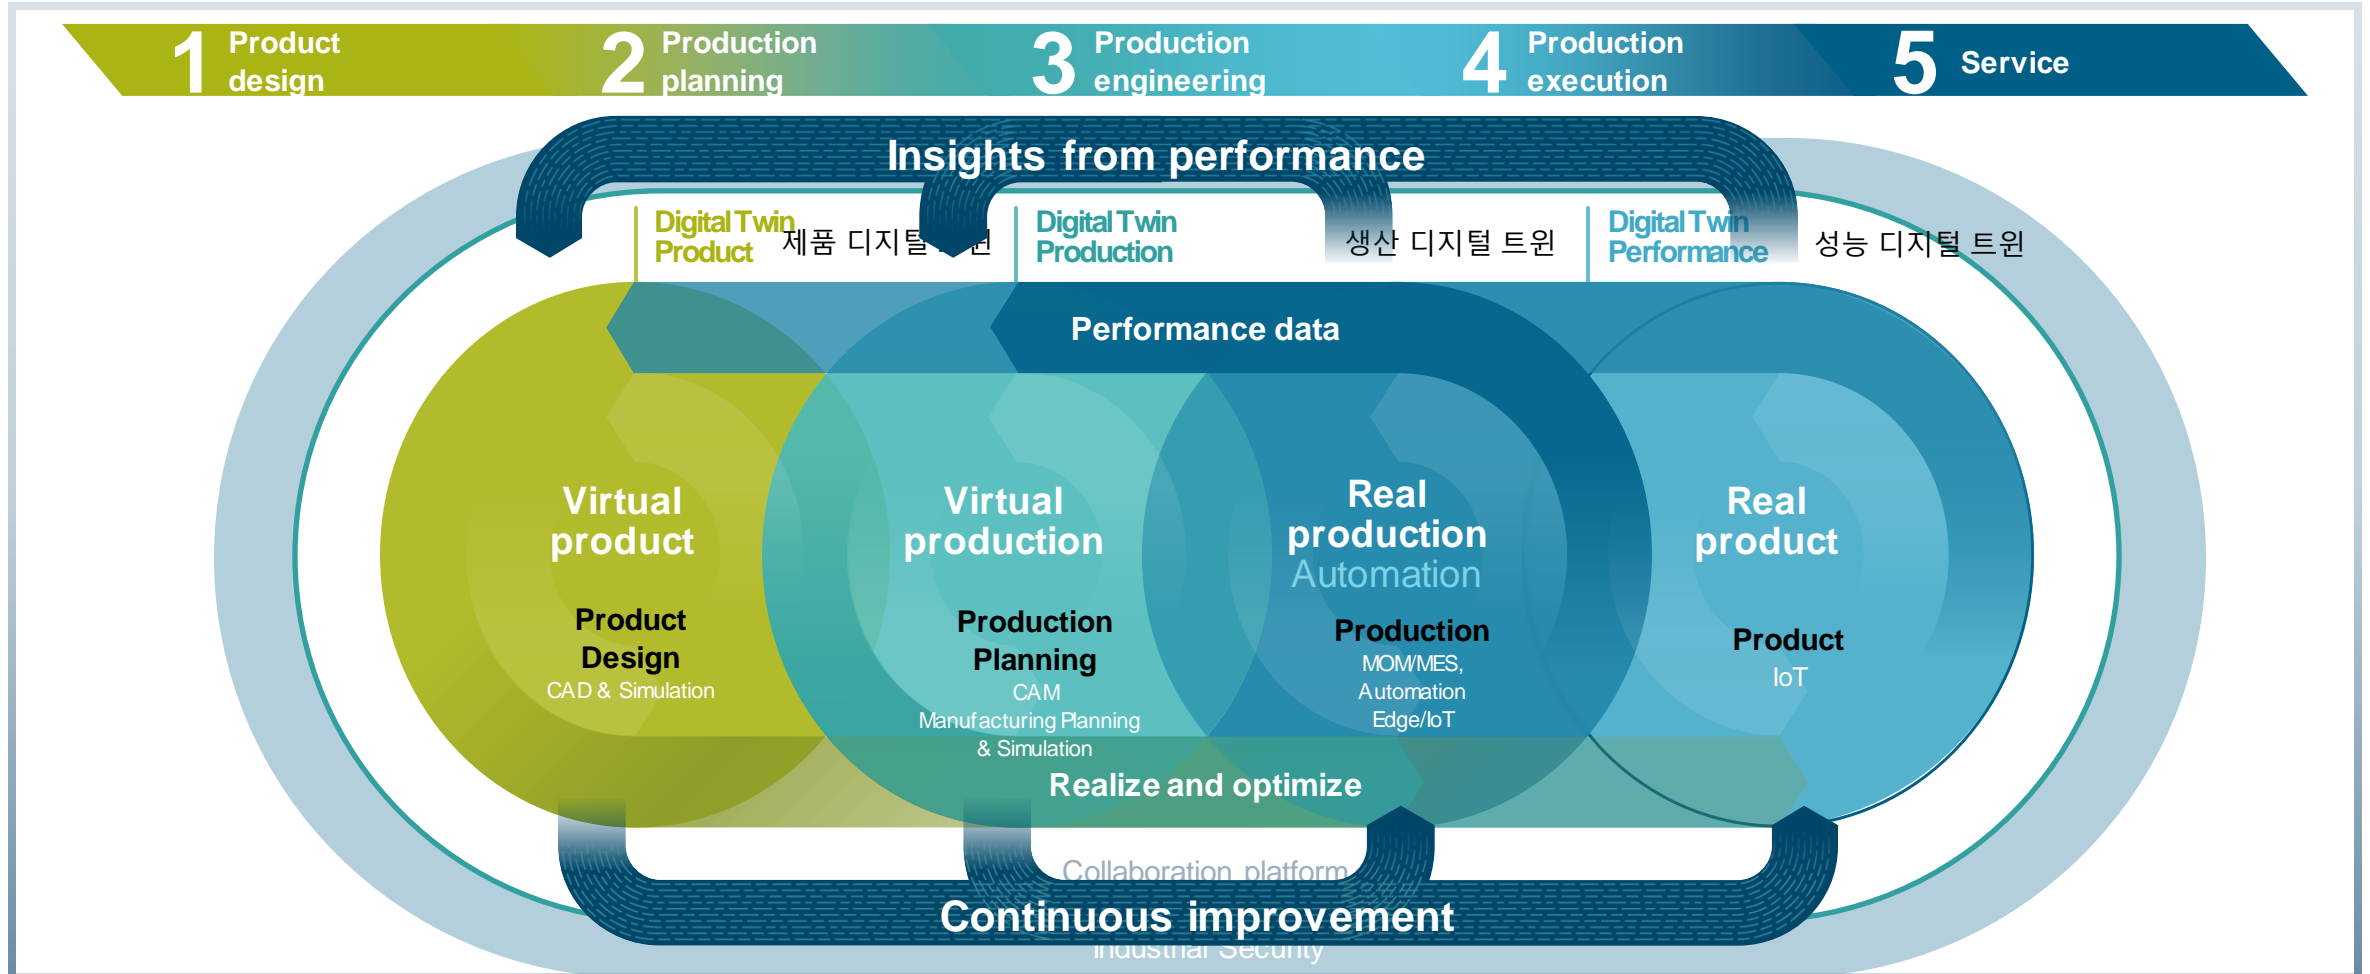 1 Product
design
2 Production
planning
3 Production
engineering
4 Production
execution
5 Service
Insights from performance
Digital Twin
Product
제품 디지털 트윈
Digital Twin
Production
생산 디지털 트윈
Digital Twin
Performance
성능 디지털 트윈
Performance data
Virtual
product
Product
Design
CAD & Simulation
Virtual
production
Production
Planning
CAM
Manufacturing Planning
& Simulation
Real
production
Automation
Production
MOM/MES,
Automation
Edge/IoT
Real
product
Product
IoT
Realize and optimize
Collaboration platform
Continuous improvement
Industrial Security